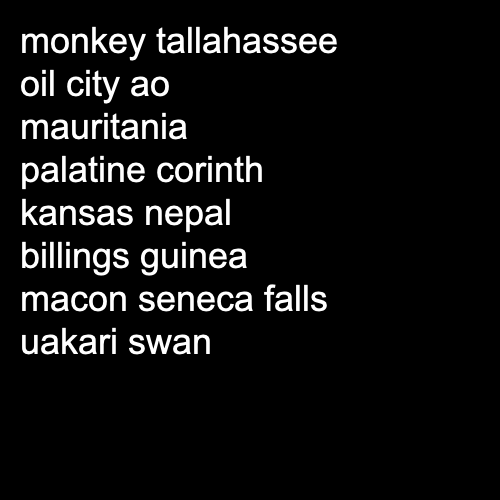 monkey tallahassee
oil city ao
mauritania
palatine corinth
kansas nepal
billings guinea
macon seneca falls
uakari swan